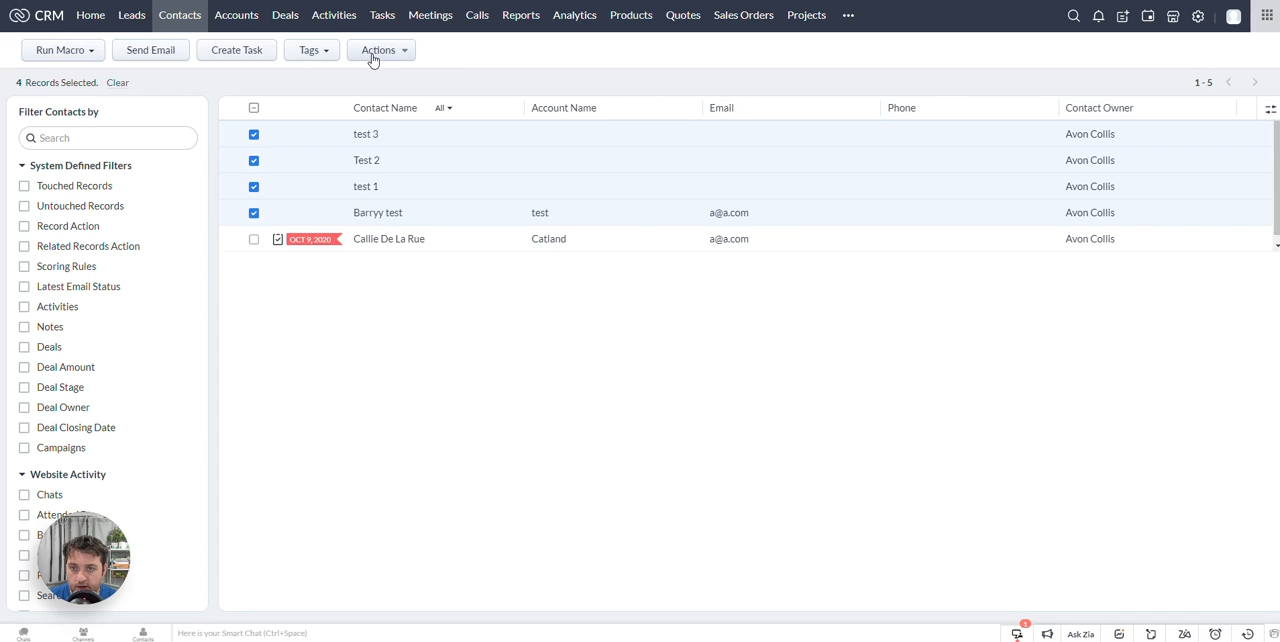 CRM Home Leads Contacts Accounts Deals Activities Tasks Meetings Calls Reports Analytics Products Quotes Sales Orders Projects •••
Run Macro Send Email Create Task Tags Actions
4 Records Selected. Clear 1 - 5
Filter Contacts by
Search
System Defined Filters
Touched Records
Untouched Records
Record Action
Related Records Action
Scoring Rules
Latest Email Status
Activities
Notes
Deals
Deal Amount
Deal Stage
Deal Owner
Deal Closing Date
Campaigns
Website Activity
Chats
Contact Name All Account Name Email Phone Contact Owner
test 3 Avon Collis
Test 2 Avon Collis
test 1 Avon Collis
Barryy test test a@a.com Avon Collis
OCT 9, 2020 Callie De La Rue Catland a@a.com Avon Collis
Chats Channels Contacts Here is your Smart Chat (Ctrl+Space) 1 Ask Zia